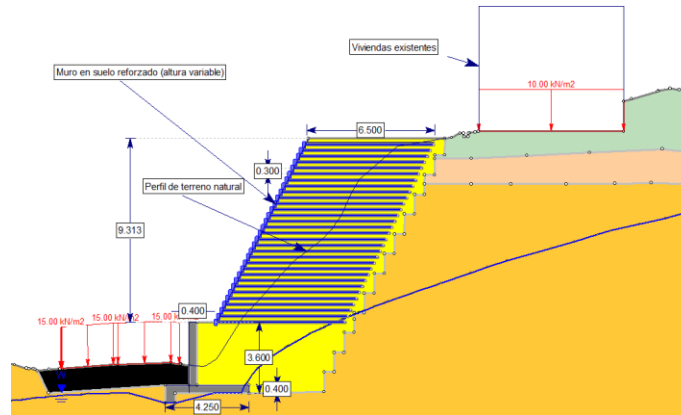 Viviendas existentes
Muro en suelo reforzado (altura variable)
10.00 kN/m2
6.500
0.300
Perfil de terreno natural
9.313
0.400
15.00 kN/m2
15.00 kN/m2
15.00 kN/m2
3.600
0.400
4.250